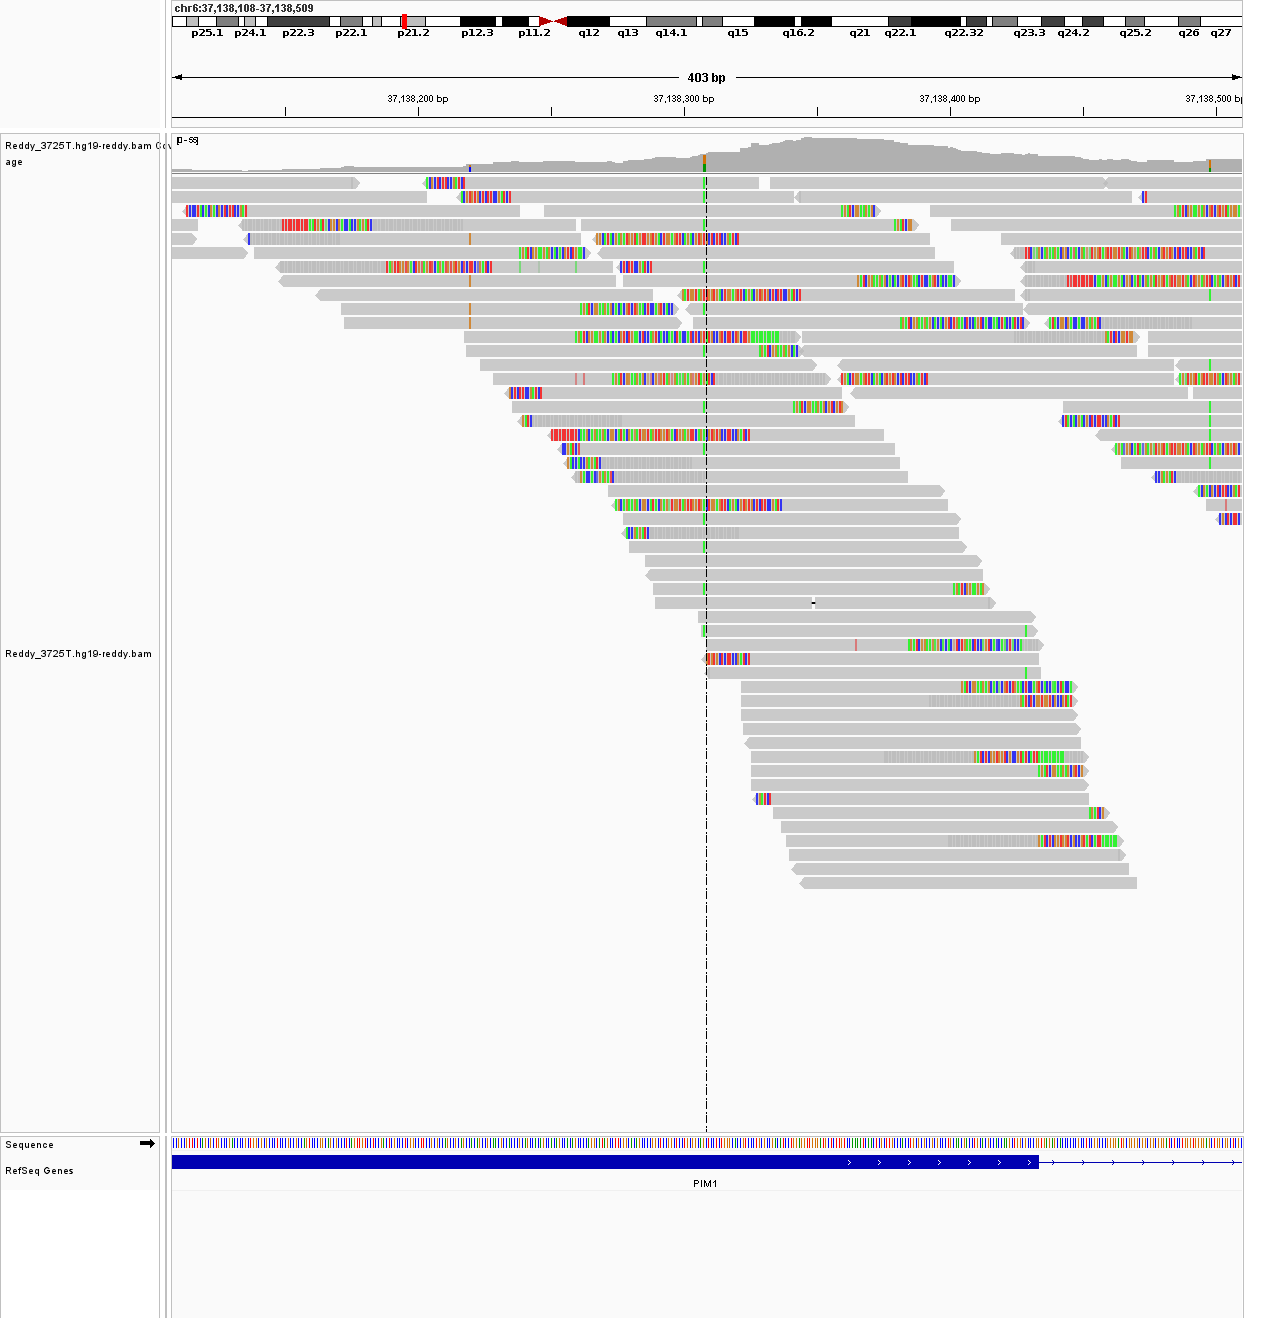 chr6:37,138,108-37,138,509
p25.1 p24.1 p22.3 p22.1 p21.2 p12.3 p11.2 q12 q13 q14.1 q15 q16.2 q21 q22.1 q22.32 q23.3 q24.2 q25.2 q26 q27
403 bp
37,138,200 bp 37,138,300 bp 37,138,400 bp 37,138,500 bp
Reddy_3725T.hg19-reddy.bam Cov
age
Reddy_3725T.hg19-reddy.bam
Sequence
RefSeq Genes
PIM1